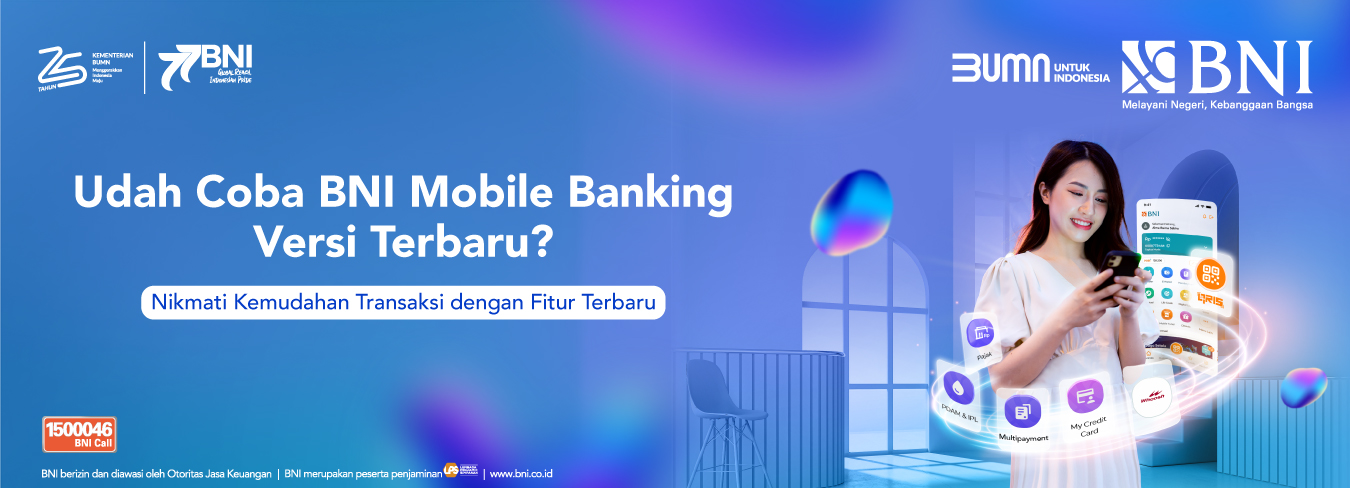 25
TAHUN
KEMENTERIAN
BUMN
Menggerakkan
Indonesia
Maju
77 BNI
Global Reach,
Indonesian Pride
BUMN UNTUK
INDONESIA
BNI
Melayani Negeri, Kebanggaan Bangsa
Udah Coba BNI Mobile Banking
Versi Terbaru?
Nikmati Kemudahan Transaksi dengan Fitur Terbaru
BNI
QRIS
Rp
Pajak
PDAM & IPL
Multipayment
My Credit
Card
Whoosh
1500046
BNI Call
BNI berizin dan diawasi oleh Otoritas Jasa Keuangan | BNI merupakan peserta penjaminan LPS | www.bni.co.id